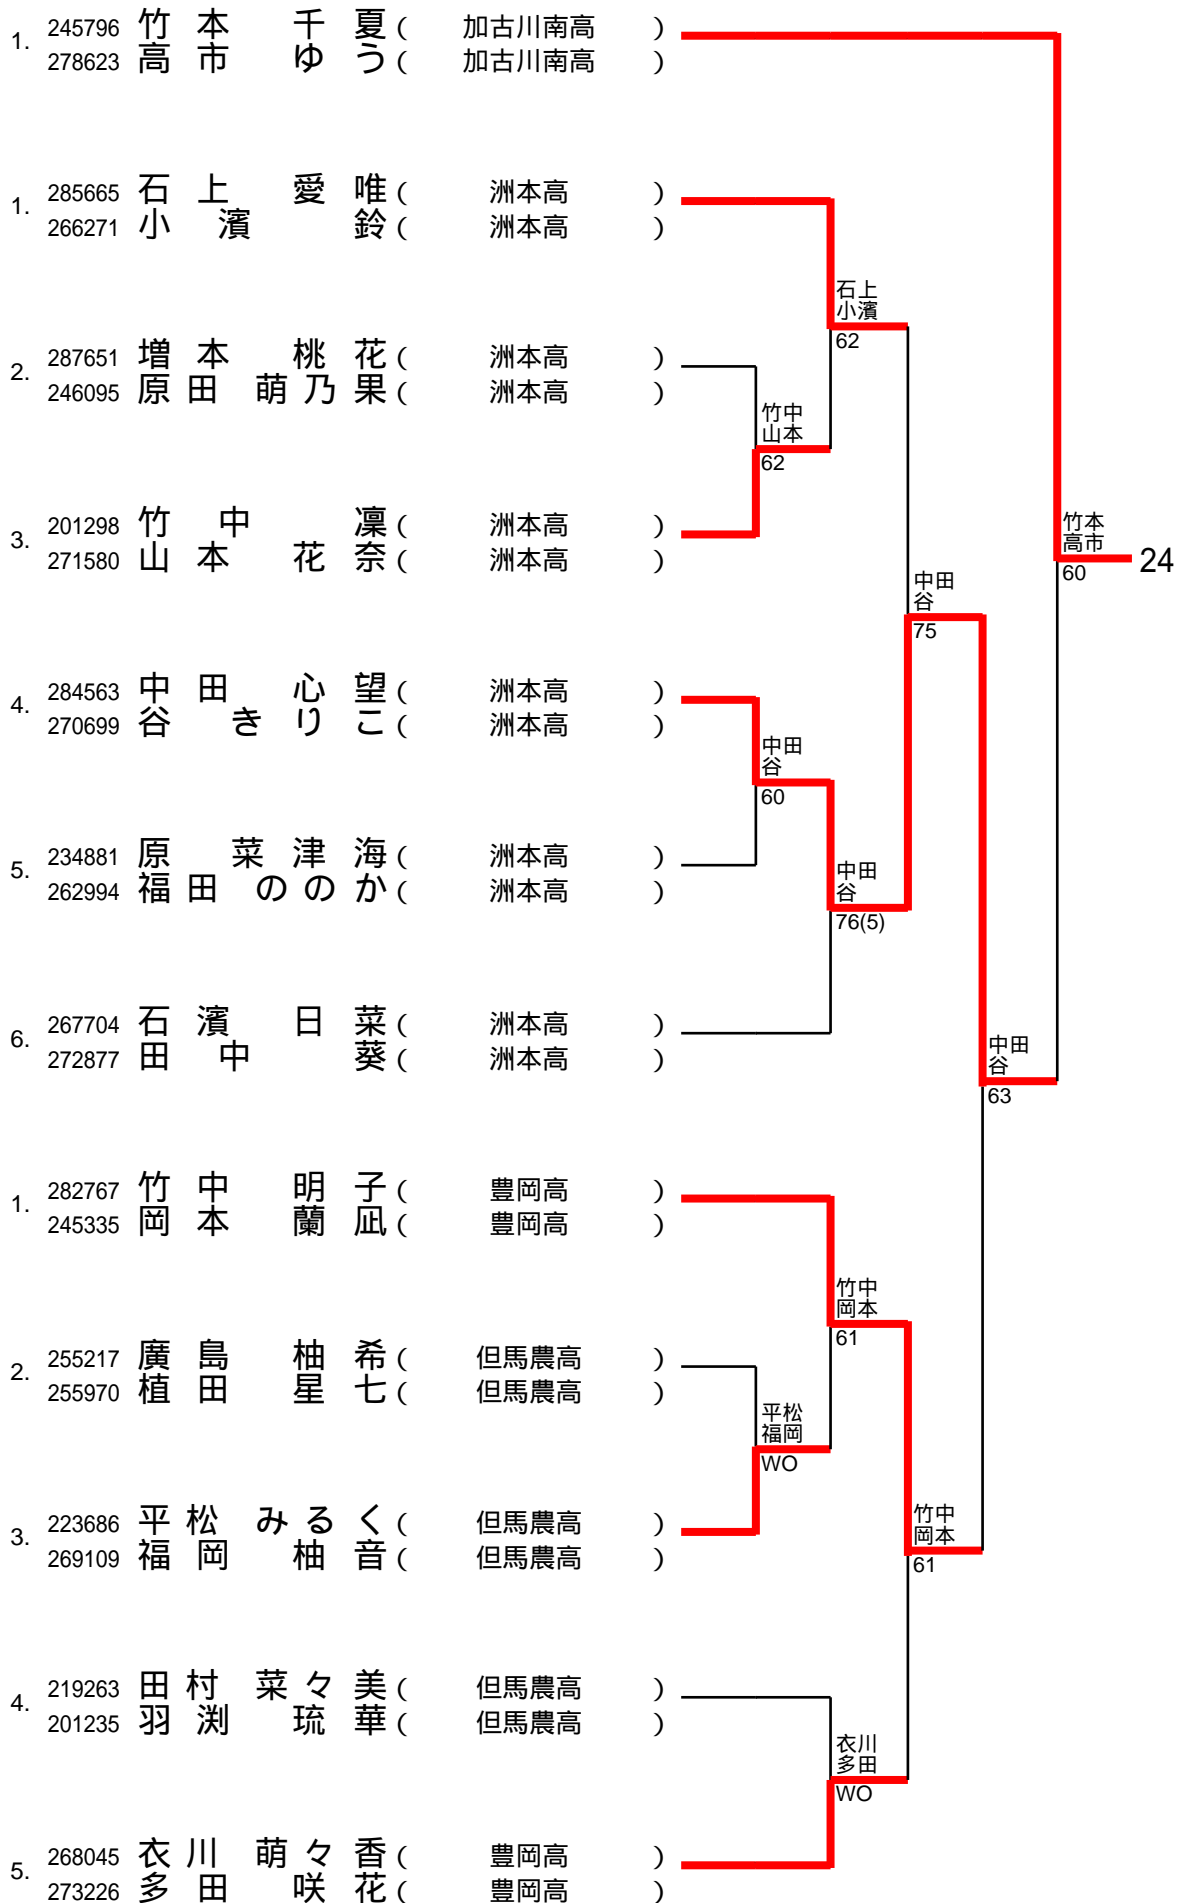 1. 245796 竹本 千夏 ( 加古川南高 )
278623 高市 ゆう ( 加古川南高 )
1. 285665 石上 愛唯 ( 洲本高 )
266271 小濱 鈴 ( 洲本高 )
石上
小濱
62
2. 287651 増本 桃花 ( 洲本高 )
246095 原田 萌乃果 ( 洲本高 )
竹中
山本
62
3. 201298 竹中 凜 ( 洲本高 )
271580 山本 花奈 ( 洲本高 )
竹本
高市
60
24
中田
谷
75
4. 284563 中田 心望 ( 洲本高 )
270699 谷 きりこ ( 洲本高 )
中田
谷
60
5. 234881 原 菜津海 ( 洲本高 )
262994 福田 ののか ( 洲本高 )
中田
谷
76(5)
6. 267704 石濱 日菜 ( 洲本高 )
272877 田中 葵 ( 洲本高 )
中田
谷
63
1. 282767 竹中 明子 ( 豊岡高 )
245335 岡本 蘭凪 ( 豊岡高 )
竹中
岡本
61
2. 255217 廣島 柚希 ( 但馬農高 )
255970 植田 星七 ( 但馬農高 )
平松
福岡
WO
3. 223686 平松 みるく ( 但馬農高 )
269109 福岡 柚音 ( 但馬農高 )
竹中
岡本
61
4. 219263 田村 菜々美 ( 但馬農高 )
201235 羽渕 琉華 ( 但馬農高 )
衣川
多田
WO
5. 268045 衣川 萌々香 ( 豊岡高 )
273226 多田 咲花 ( 豊岡高 )